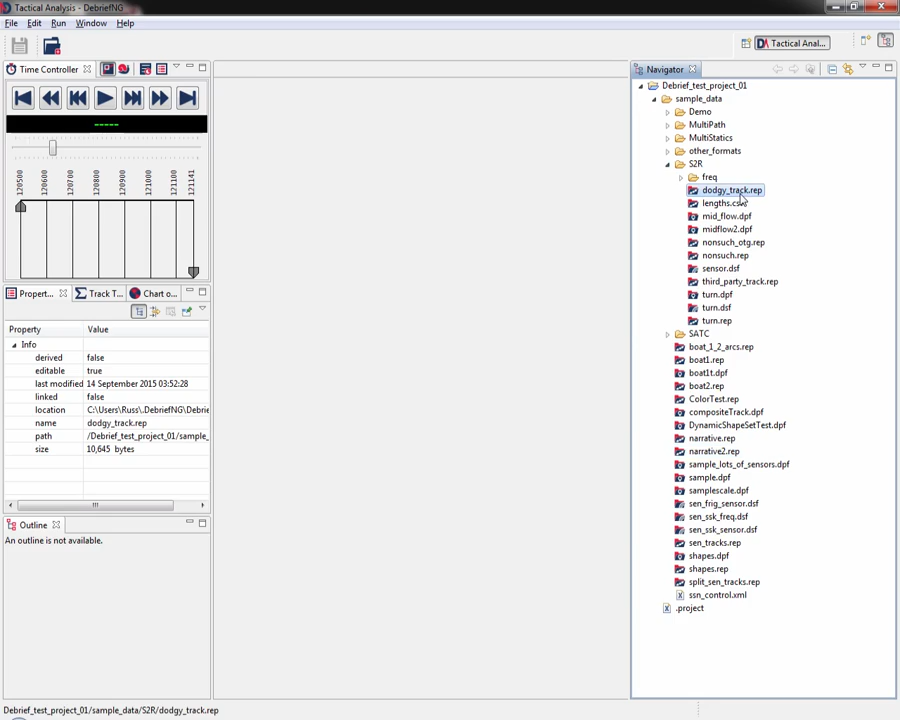 Tactical Analysis - DebriefNG
File Edit Run Window Help
Tactical Anal...
Time Controller
-----
120500 120600 120700 120800 120900 121000 121100 121141
Propert... Track T... Chart o...
Property Value
Info
derived false
editable true
last modified 14 September 2015 03:52:28
linked false
location C:\Users\Russ\.DebriefNG\Debrie
name dodgy_track.rep
path /Debrief_test_project_01/sample_
size 10,645 bytes
Outline
An outline is not available.
Navigator
Debrief_test_project_01
sample_data
Demo
MultiPath
MultiStatics
other_formats
S2R
freq
dodgy_track.rep
mid_flow.dpf
midflow2.dpf
nonsuch_otg.rep
nonsuch.rep
sensor.dsf
third_party_track.rep
turn.dpf
turn.dsf
turn.rep
SATC
boat_1_2_arcs.rep
boat1.rep
boat1t.dpf
boat2.rep
ColorTest.rep
compositeTrack.dpf
DynamicShapeSetTest.dpf
narrative.rep
narrative2.rep
sample_lots_of_sensors.dpf
sample.dpf
samplescale.dpf
sen_frig_sensor.dsf
sen_ssk_freq.dsf
sen_ssk_sensor.dsf
sen_tracks.rep
shapes.dpf
shapes.rep
split_sen_tracks.rep
ssn_control.xml
.project
Debrief_test_project_01/sample_data/S2R/dodgy_track.rep